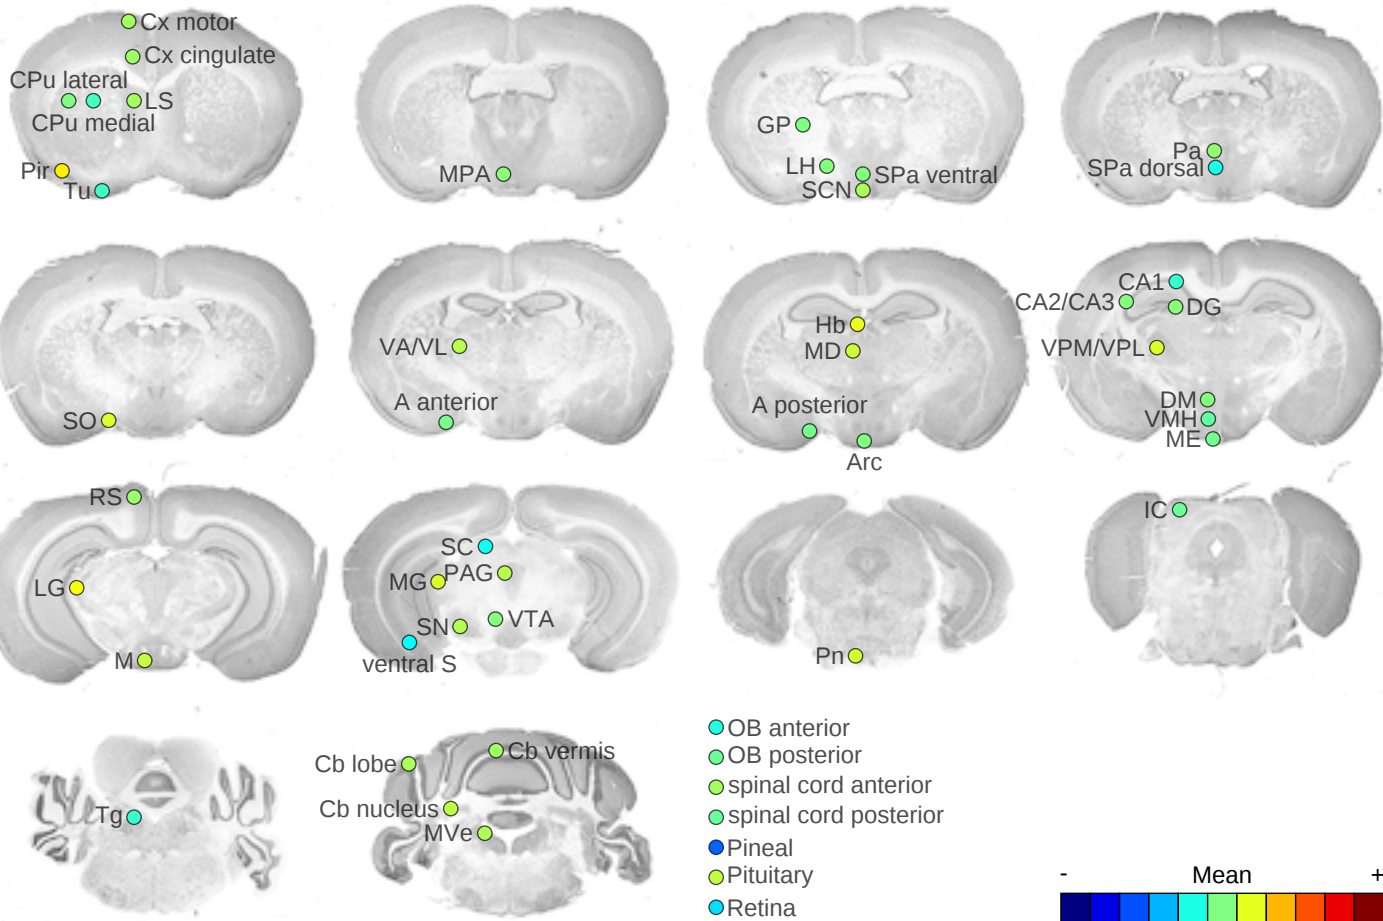 Cx motor
Cx cingulate
CPu lateral
LS
CPu medial
Pir
Tu
MPA
GP
LH
SPa ventral
SCN
Pa
SPa dorsal
SO
VA/VL
A anterior
Hb
MD
A posterior
Arc
CA1
CA2/CA3
DG
VPM/VPL
DM
VMH
ME
RS
LG
M
SC
MG
PAG
SN
VTA
ventral S
Pn
IC
Tg
Cb lobe
Cb vermis
Cb nucleus
MVe
OB anterior
OB posterior
spinal cord anterior
spinal cord posterior
Pineal
Pituitary
Retina
- Mean +